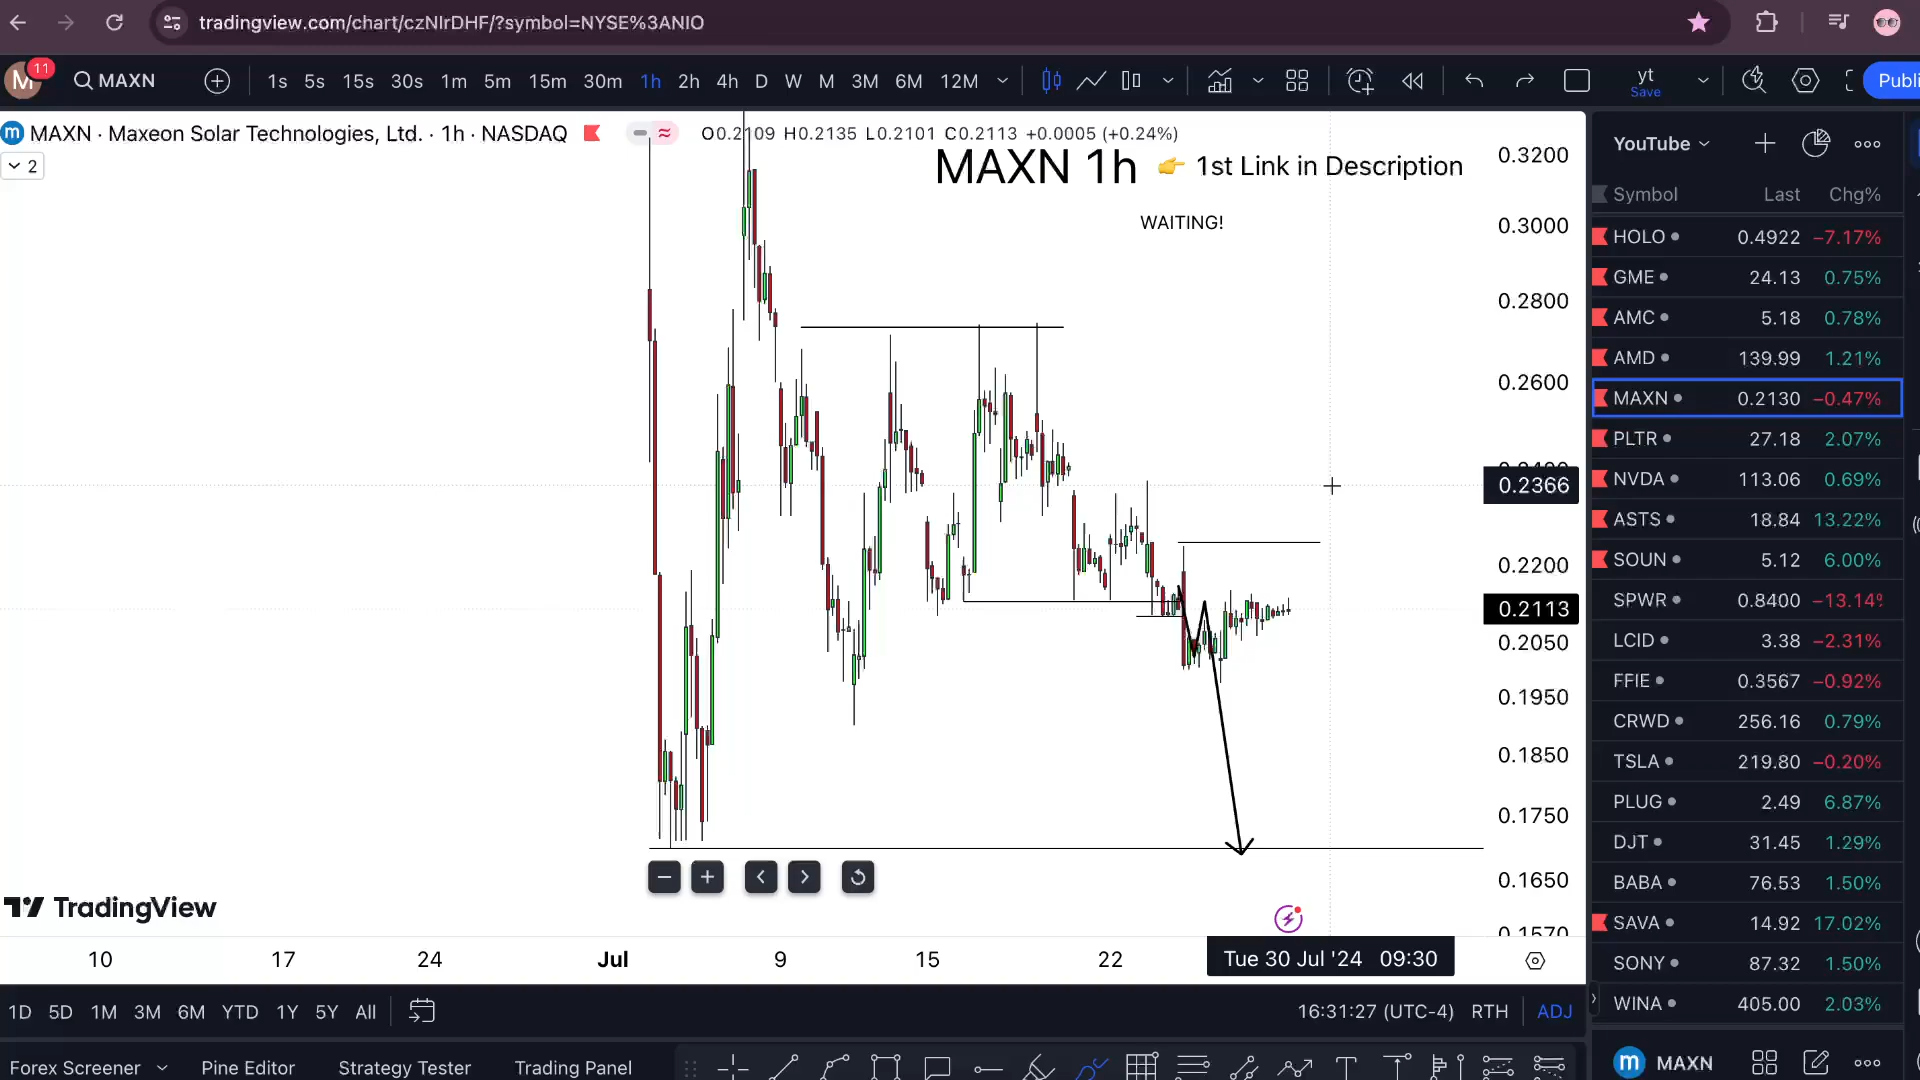 tradingview.com/chart/czNlrDHF/?symbol=NYSE%3ANIO
M 11 MAXN 1s 5s 15s 30s 1m 5m 15m 30m 1h 2h 4h D W M 3M 6M 12M yt Save Publi
m MAXN · Maxeon Solar Technologies, Ltd. · 1h · NASDAQ O0.2109 H0.2135 L0.2101 C0.2113 +0.0005 (+0.24%)
2
MAXN 1h 👉 1st Link in Description
WAITING!
0.3200
0.3000
0.2800
0.2600
0.2366
0.2200
0.2113
0.2050
0.1950
0.1850
0.1750
0.1650
0.1570
TradingView
10 17 24 Jul 9 15 22 Tue 30 Jul '24 09:30
1D 5D 1M 3M 6M YTD 1Y 5Y All 16:31:27 (UTC-4) RTH ADJ
Forex Screener Pine Editor Strategy Tester Trading Panel
YouTube
Symbol Last Chg%
HOLO 0.4922 −7.17%
GME 24.13 0.75%
AMC 5.18 0.78%
AMD 139.99 1.21%
MAXN 0.2130 −0.47%
PLTR 27.18 2.07%
NVDA 113.06 0.69%
ASTS 18.84 13.22%
SOUN 5.12 6.00%
SPWR 0.8400 −13.14%
LCID 3.38 −2.31%
FFIE 0.3567 −0.92%
CRWD 256.16 0.79%
TSLA 219.80 −0.20%
PLUG 2.49 6.87%
DJT 31.45 1.29%
BABA 76.53 1.50%
SAVA 14.92 17.02%
SONY 87.32 1.50%
WINA 405.00 2.03%
m MAXN